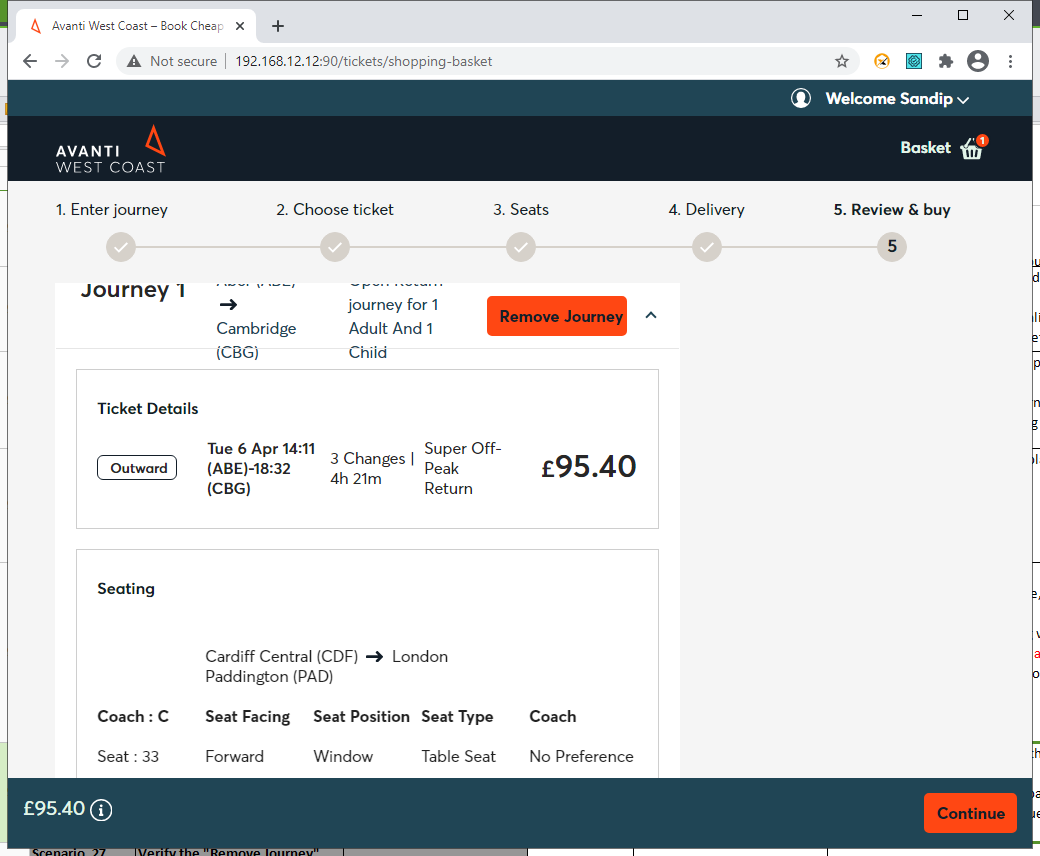 Avanti West Coast – Book Cheap
Not secure | 192.168.12.12:90/tickets/shopping-basket
Welcome Sandip
AVANTI
WEST COAST
Basket 1
1. Enter journey 2. Choose ticket 3. Seats 4. Delivery 5. Review & buy
5
Journey 1
Aber (ABE)
Cambridge
(CBG)
Open Return
journey for 1
Adult And 1
Child
Remove Journey
Ticket Details
Outward
Tue 6 Apr 14:11
(ABE)-18:32
(CBG)
3 Changes |
4h 21m
Super Off-
Peak
Return
£95.40
Seating
Cardiff Central (CDF) → London
Paddington (PAD)
Coach : C Seat Facing Seat Position Seat Type Coach
Seat : 33 Forward Window Table Seat No Preference
£95.40
Continue
Scenario 27 Verify the "Remove Journey"